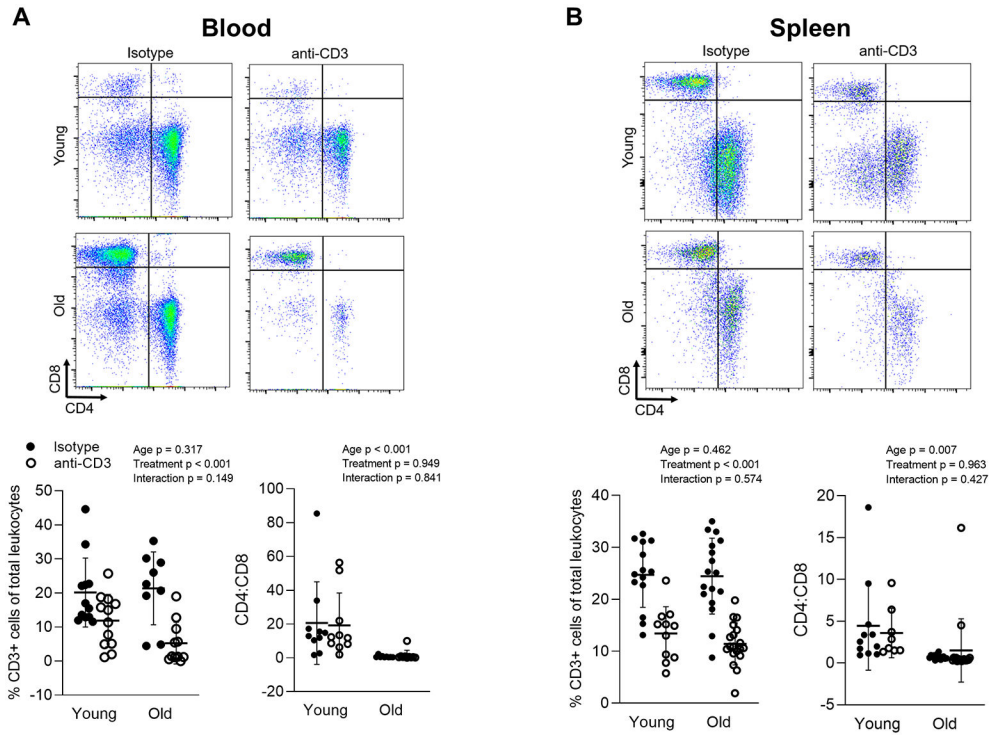 A
Blood
Isotype
anti-CD3
Young
Old
CD8
CD4
Isotype
anti-CD3
Age p = 0.317
Treatment p < 0.001
Interaction p = 0.149
% CD3+ cells of total leukocytes
50
40
30
20
10
0
-10
Young
Old
Age p < 0.001
Treatment p = 0.949
Interaction p = 0.841
CD4:CD8
100
80
60
40
20
0
-20
Young
Old
B
Spleen
Isotype
anti-CD3
Young
Old
CD8
CD4
Age p = 0.462
Treatment p < 0.001
Interaction p = 0.574
% CD3+ cells of total leukocytes
40
30
20
10
0
Young
Old
Age p = 0.007
Treatment p = 0.963
Interaction p = 0.427
CD4:CD8
20
15
10
5
0
-5
Young
Old